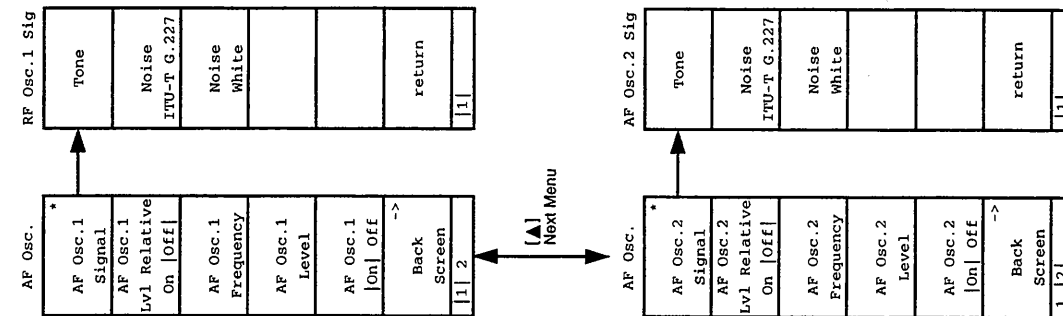 AF Osc.
*
AF Osc.1
Signal
AF Osc.1
Lvl Relative
On |Off|
AF Osc.1
Frequency
AF Osc.1
Level
AF Osc.1
|On| Off
->
Back
Screen
|1| 2
RF Osc.1 Sig
Tone
Noise
ITU-T G.227
Noise
White
return
|1|
[▲]
Next Menu
AF Osc.
*
AF Osc.2
Signal
AF Osc.2
Lvl Relative
On |Off|
AF Osc.2
Frequency
AF Osc.2
Level
AF Osc.2
|On| Off
->
Back
Screen
1 |2|
AF Osc.2 Sig
Tone
Noise
ITU-T G.227
Noise
White
return
|1|